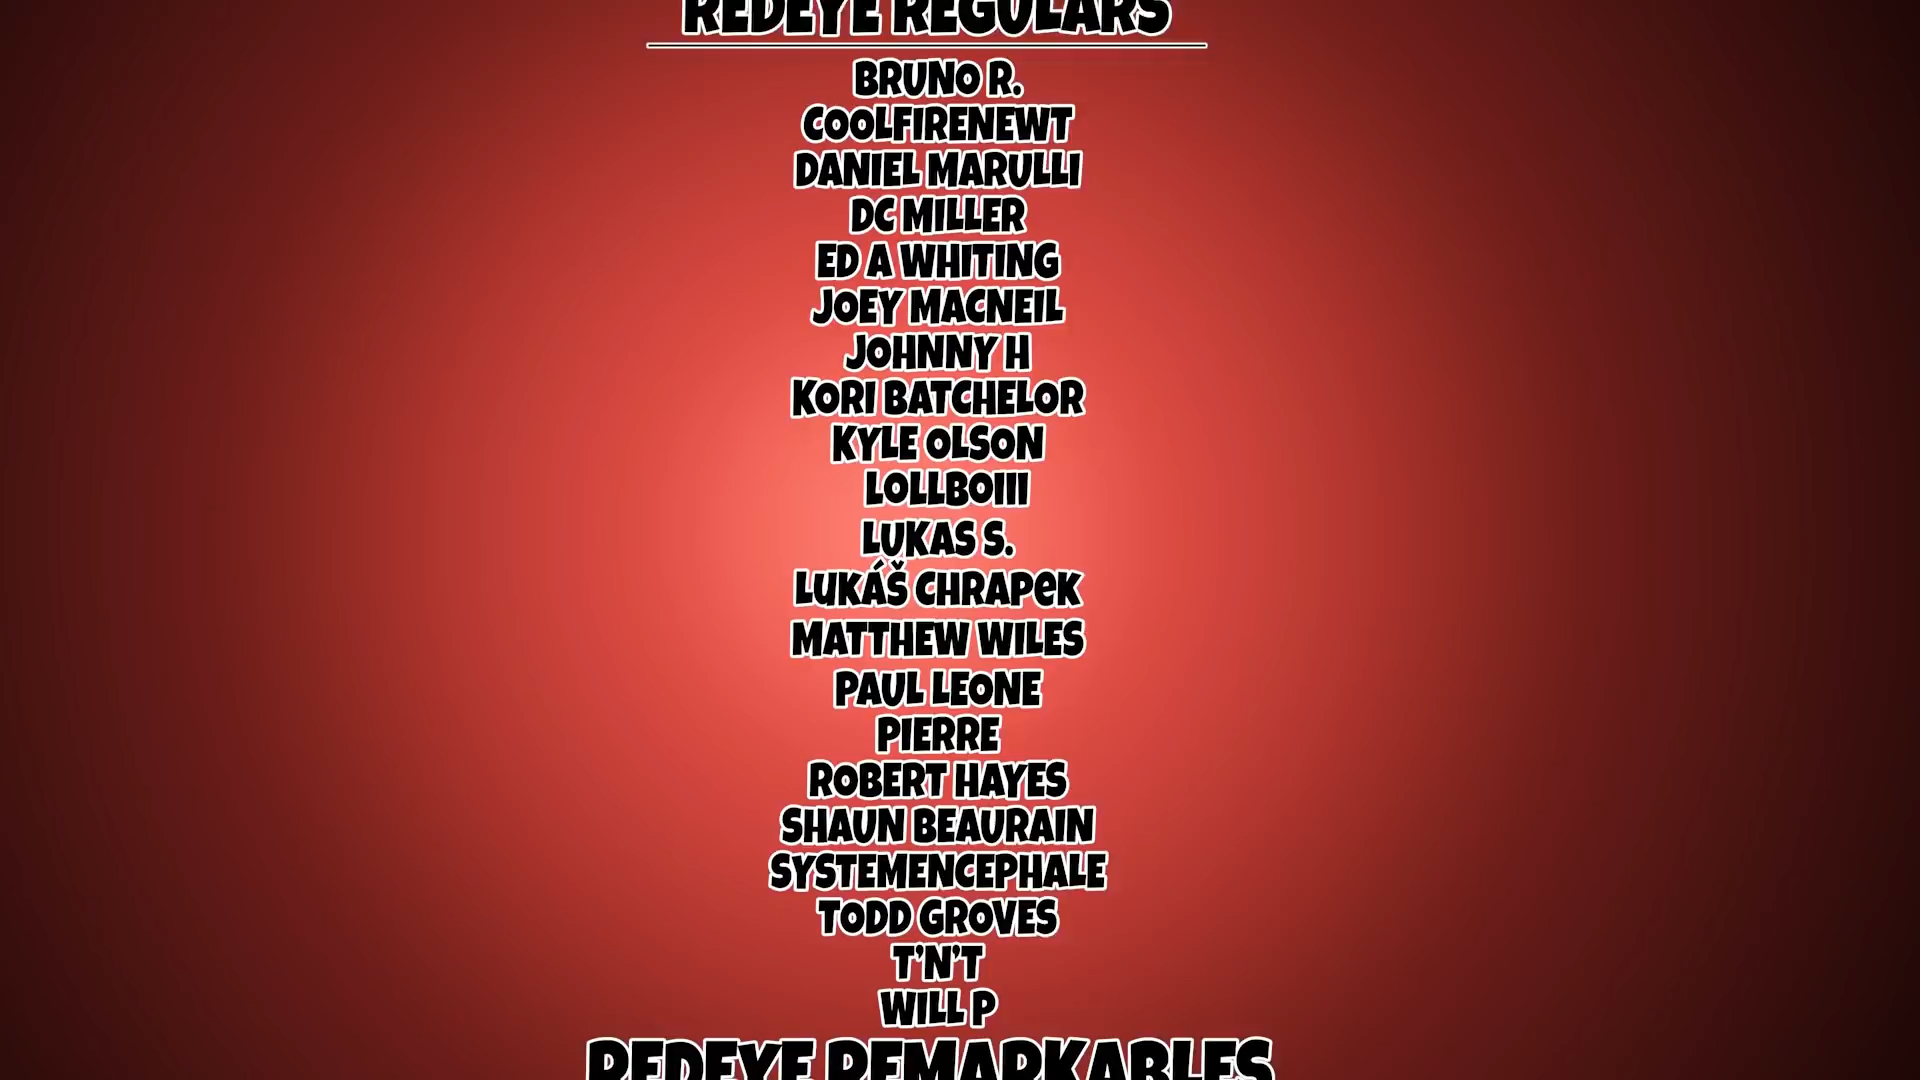 REDEYE REGULARS
BRUNO R.
COOLFIRENEWT
DANIEL MARULLI
DC MILLER
ED A WHITING
JOEY MACNEIL
JOHNNY H
KORI BATCHELOR
KYLE OLSON
LOLLBOIII
LUKAS S.
LUKÁŠ CHRAPeK
MATTHEW WILES
PAUL LEONE
PIERRE
ROBERT HAYES
SHAUN BEAURAIN
SYSTEMENCEPHALE
TODD GROVES
T'N'T
WILL P
REDEYE REMARKABLES